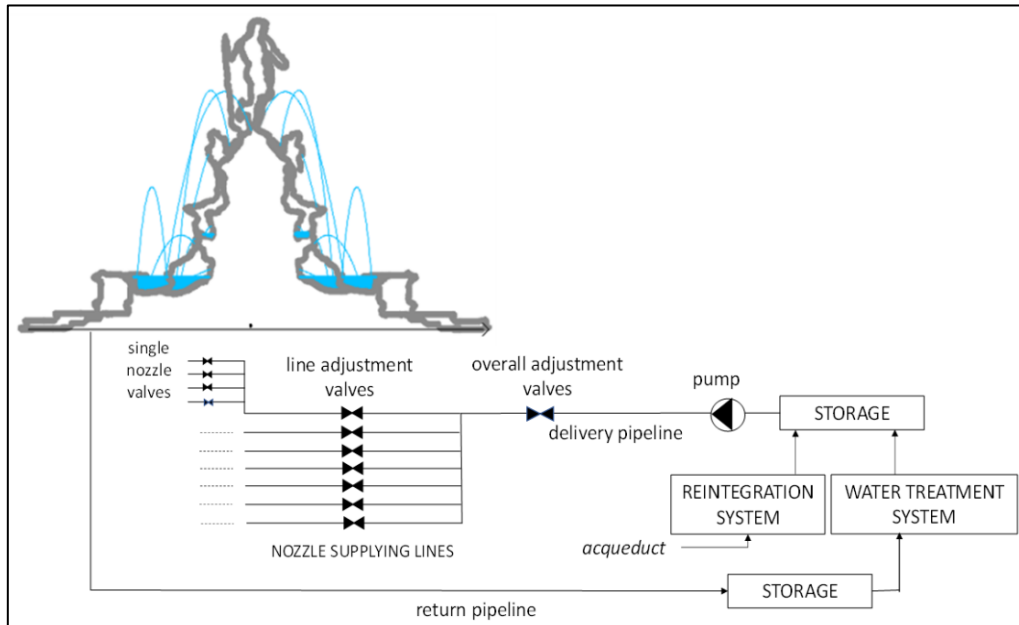 single
nozzle
valves
line adjustment
valves
overall adjustment
valves
pump
STORAGE
delivery pipeline
REINTEGRATION
SYSTEM
WATER TREATMENT
SYSTEM
NOZZLE SUPPLYING LINES
acqueduct
STORAGE
return pipeline